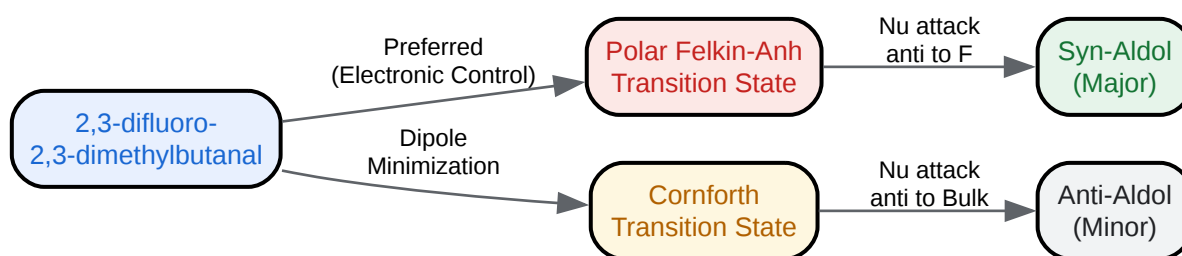 2,3-difluoro-
2,3-dimethylbutanal
Preferred
(Electronic Control)
Polar Felkin-Anh
Transition State
Nu attack
anti to F
Syn-Aldol
(Major)
Dipole
Minimization
Cornforth
Transition State
Nu attack
anti to Bulk
Anti-Aldol
(Minor)